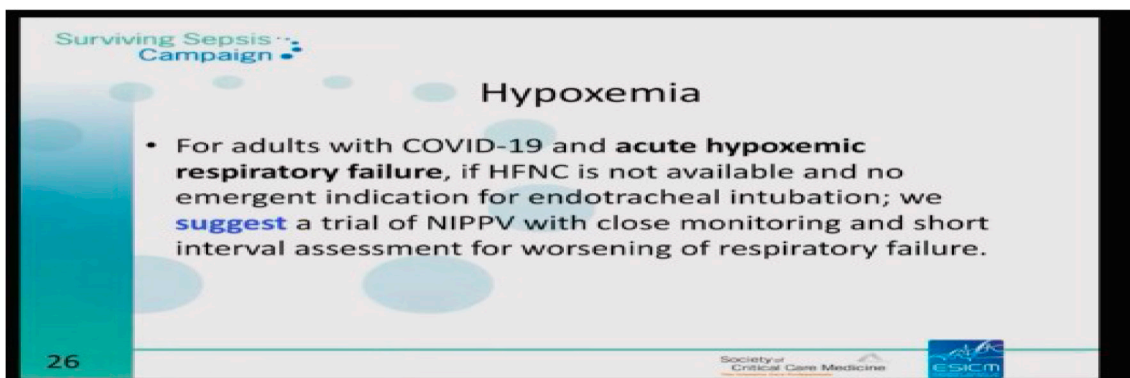 Surviving Sepsis
Campaign
Hypoxemia
• For adults with COVID-19 and acute hypoxemic
respiratory failure, if HFNC is not available and no
emergent indication for endotracheal intubation; we
suggest a trial of NIPPV with close monitoring and short
interval assessment for worsening of respiratory failure.
26
Society of
Critical Care Medicine
ESICM